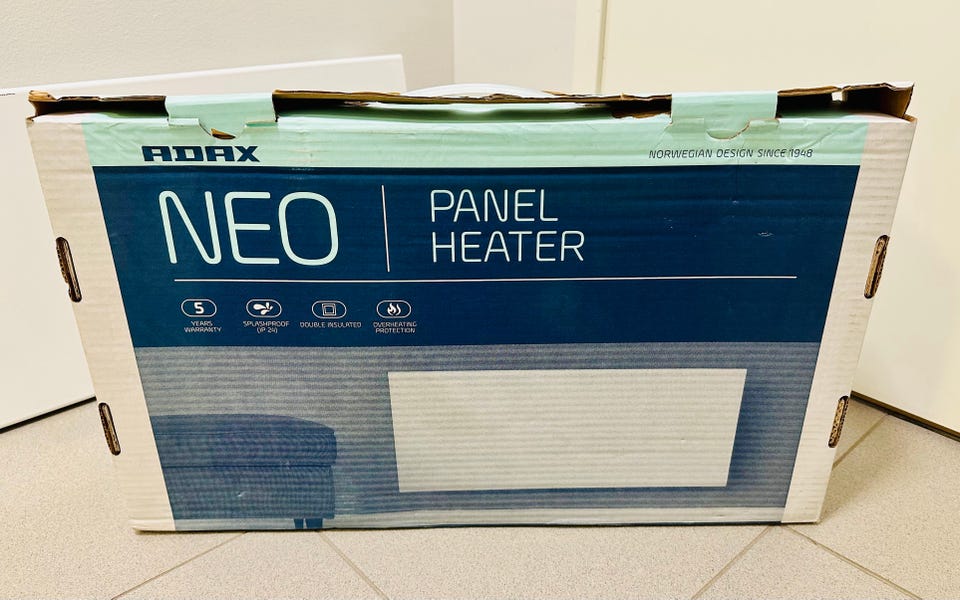 ADAX
NORWEGIAN DESIGN SINCE 1948
NEO
PANEL
HEATER
5
YEARS
WARRANTY
SPLASHPROOF
(IP 24)
DOUBLE INSULATED
OVERHEATING
PROTECTION